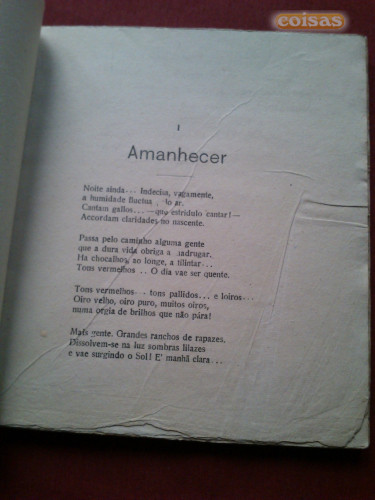 coisas
I
Amanhecer
Noite ainda... Indecisa, vagamente,
a humidade fluctua lo ar.
Cantam gallos... —que estridulo cantar!—
Accordam claridades no nascente.
Passa pelo caminho alguma gente
que a dura vida obriga a madrugar.
Ha chocalhos, ao longe, a tilintar...
Tons vermelhos .. O dia vae ser quente.
Tons vermelhos... tons pallidos... e loiros...
Oiro velho, oiro puro, muitos oiros,
numa orgia de brilhos que não pára!
Mais gente. Grandes ranchos de rapazes.
Dissolvem-se na luz sombras lilazes
e vae surgindo o Sol! E' manhã clara...